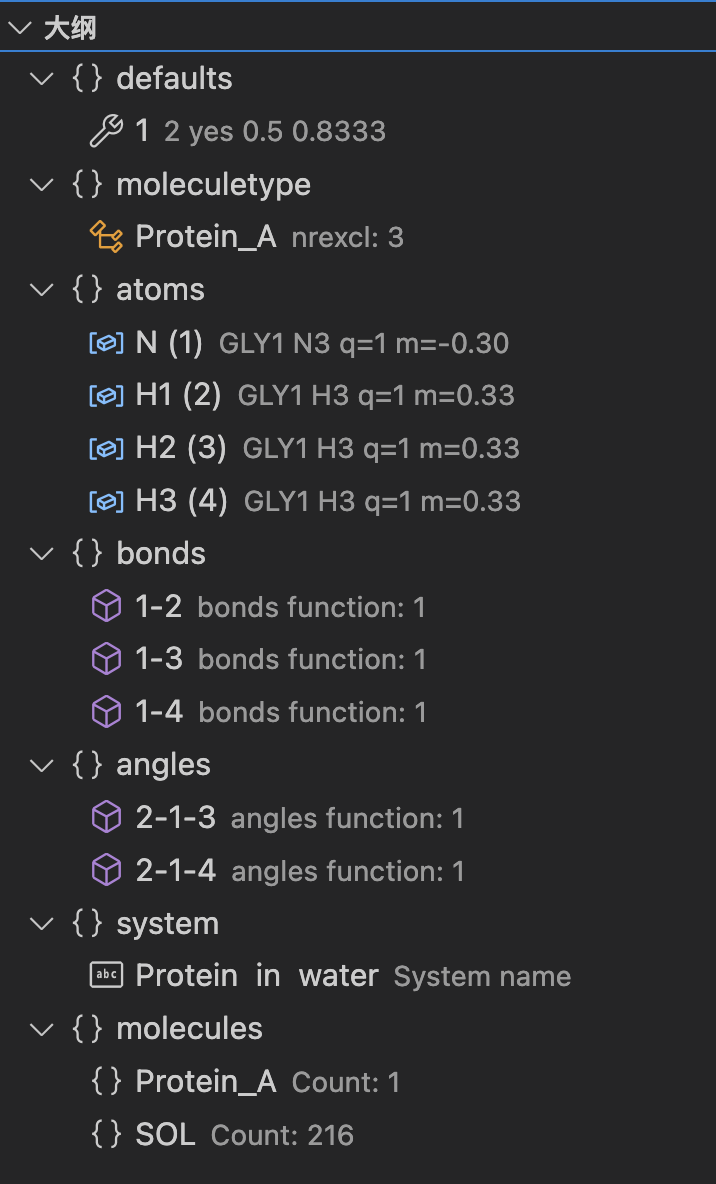 大纲
{} defaults
1 2 yes 0.5 0.8333
{} moleculetype
Protein_A nrexcl: 3
{} atoms
N (1) GLY1 N3 q=1 m=-0.30
H1 (2) GLY1 H3 q=1 m=0.33
H2 (3) GLY1 H3 q=1 m=0.33
H3 (4) GLY1 H3 q=1 m=0.33
{} bonds
1-2 bonds function: 1
1-3 bonds function: 1
1-4 bonds function: 1
{} angles
2-1-3 angles function: 1
2-1-4 angles function: 1
{} system
abc Protein in water System name
{} molecules
{} Protein_A Count: 1
{} SOL Count: 216